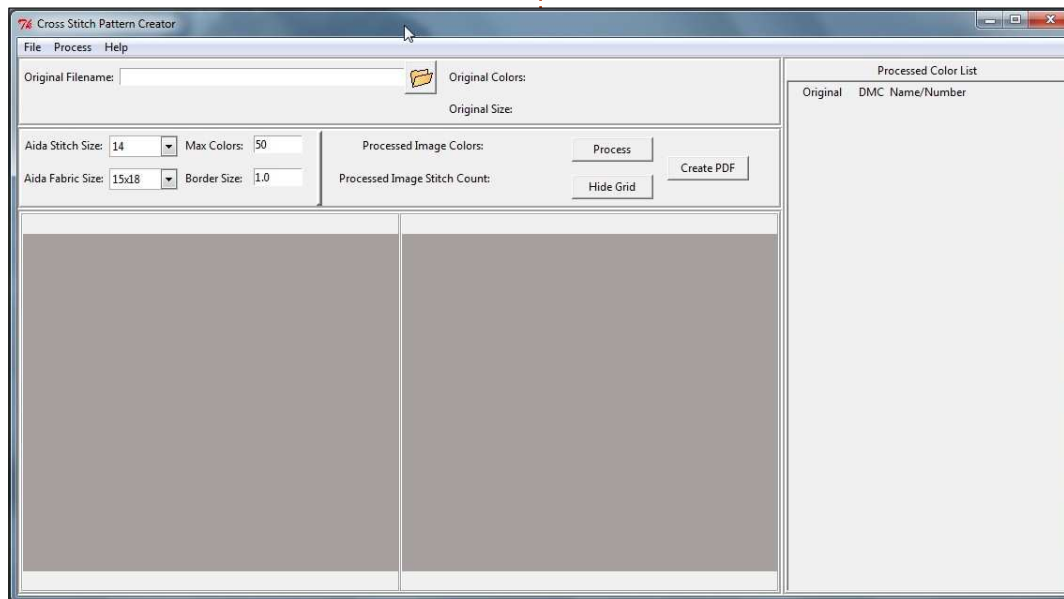 Cross Stitch Pattern Creator
File Process Help
Original Filename:
Original Colors:
Original Size:
Aida Stitch Size: 14 Max Colors: 50
Aida Fabric Size: 15x18 Border Size: 1.0
Processed Image Colors:
Processed Image Stitch Count:
Process
Hide Grid
Create PDF
Processed Color List
Original DMC Name/Number